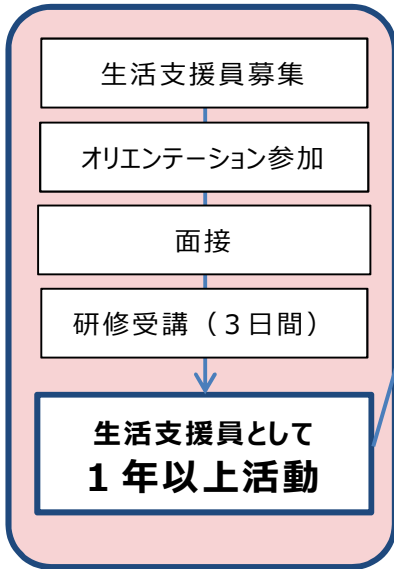 生活支援員募集
オリエンテーション参加
面接
研修受講（３日間）
生活支援員として
１年以上活動